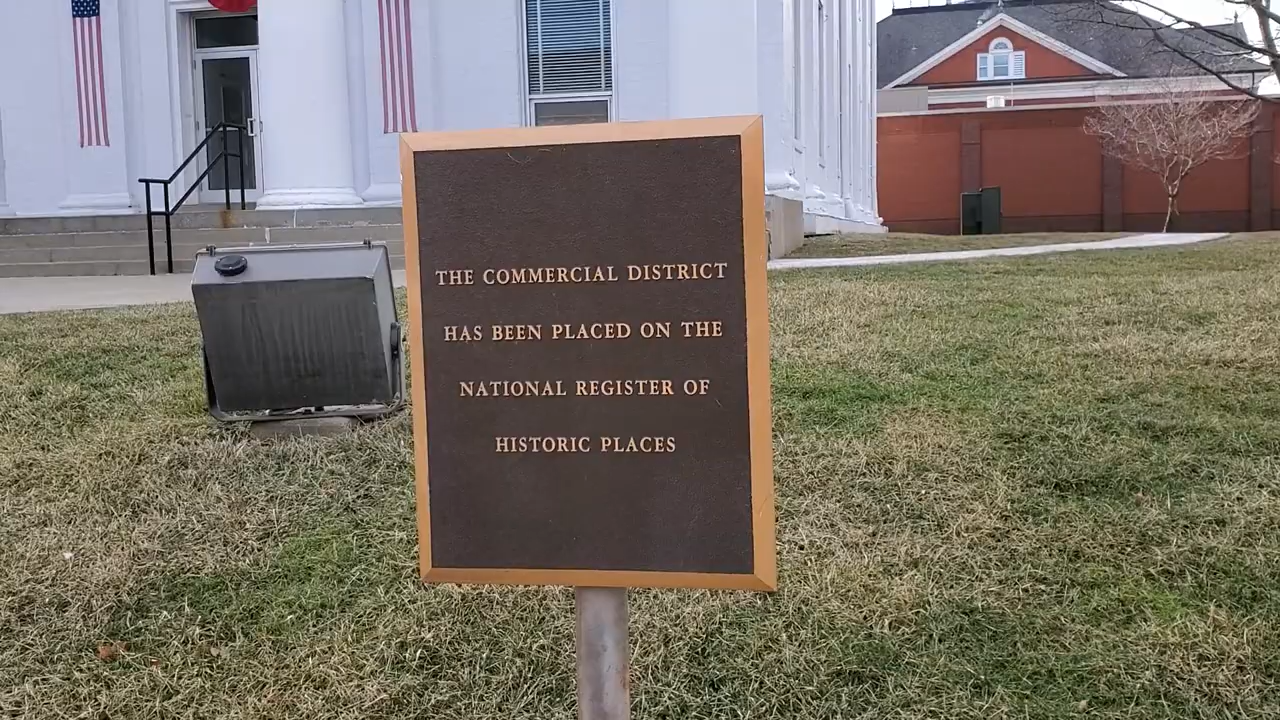 THE COMMERCIAL DISTRICT
HAS BEEN PLACED ON THE
NATIONAL REGISTER OF
HISTORIC PLACES